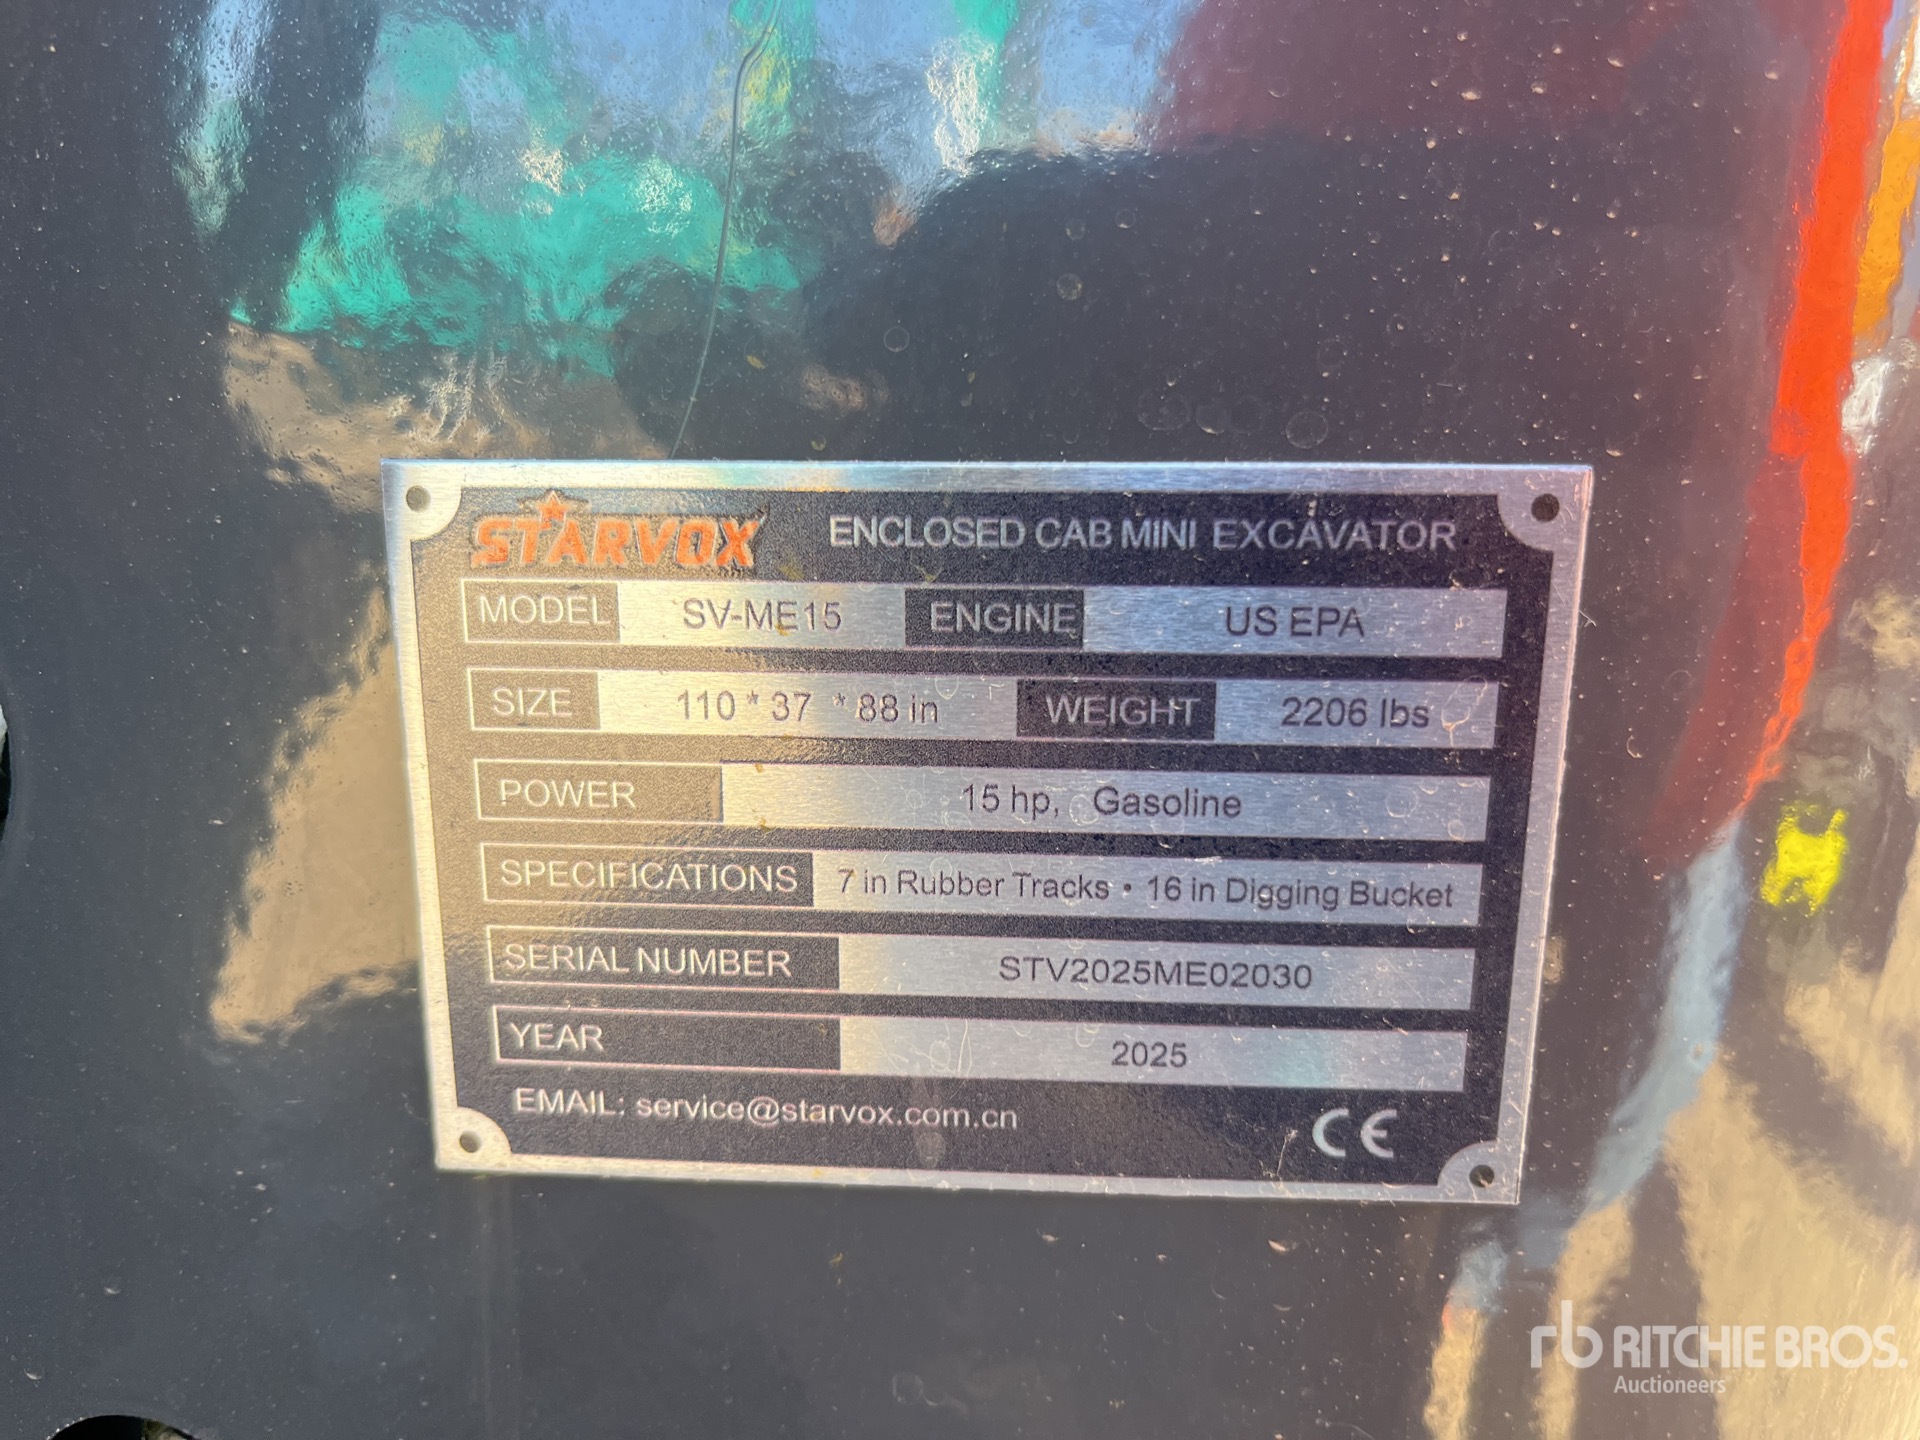 STARVOX ENCLOSED CAB MINI EXCAVATOR
MODEL SV-ME15 ENGINE US EPA
SIZE 110 * 37 * 88 in WEIGHT 2206 lbs
POWER 15 hp, Gasoline
SPECIFICATIONS 7 in Rubber Tracks • 16 in Digging Bucket
SERIAL NUMBER STV2025ME02030
YEAR 2025
EMAIL: service@starvox.com.cn CE
rb RITCHIE BROS.
Auctioneers